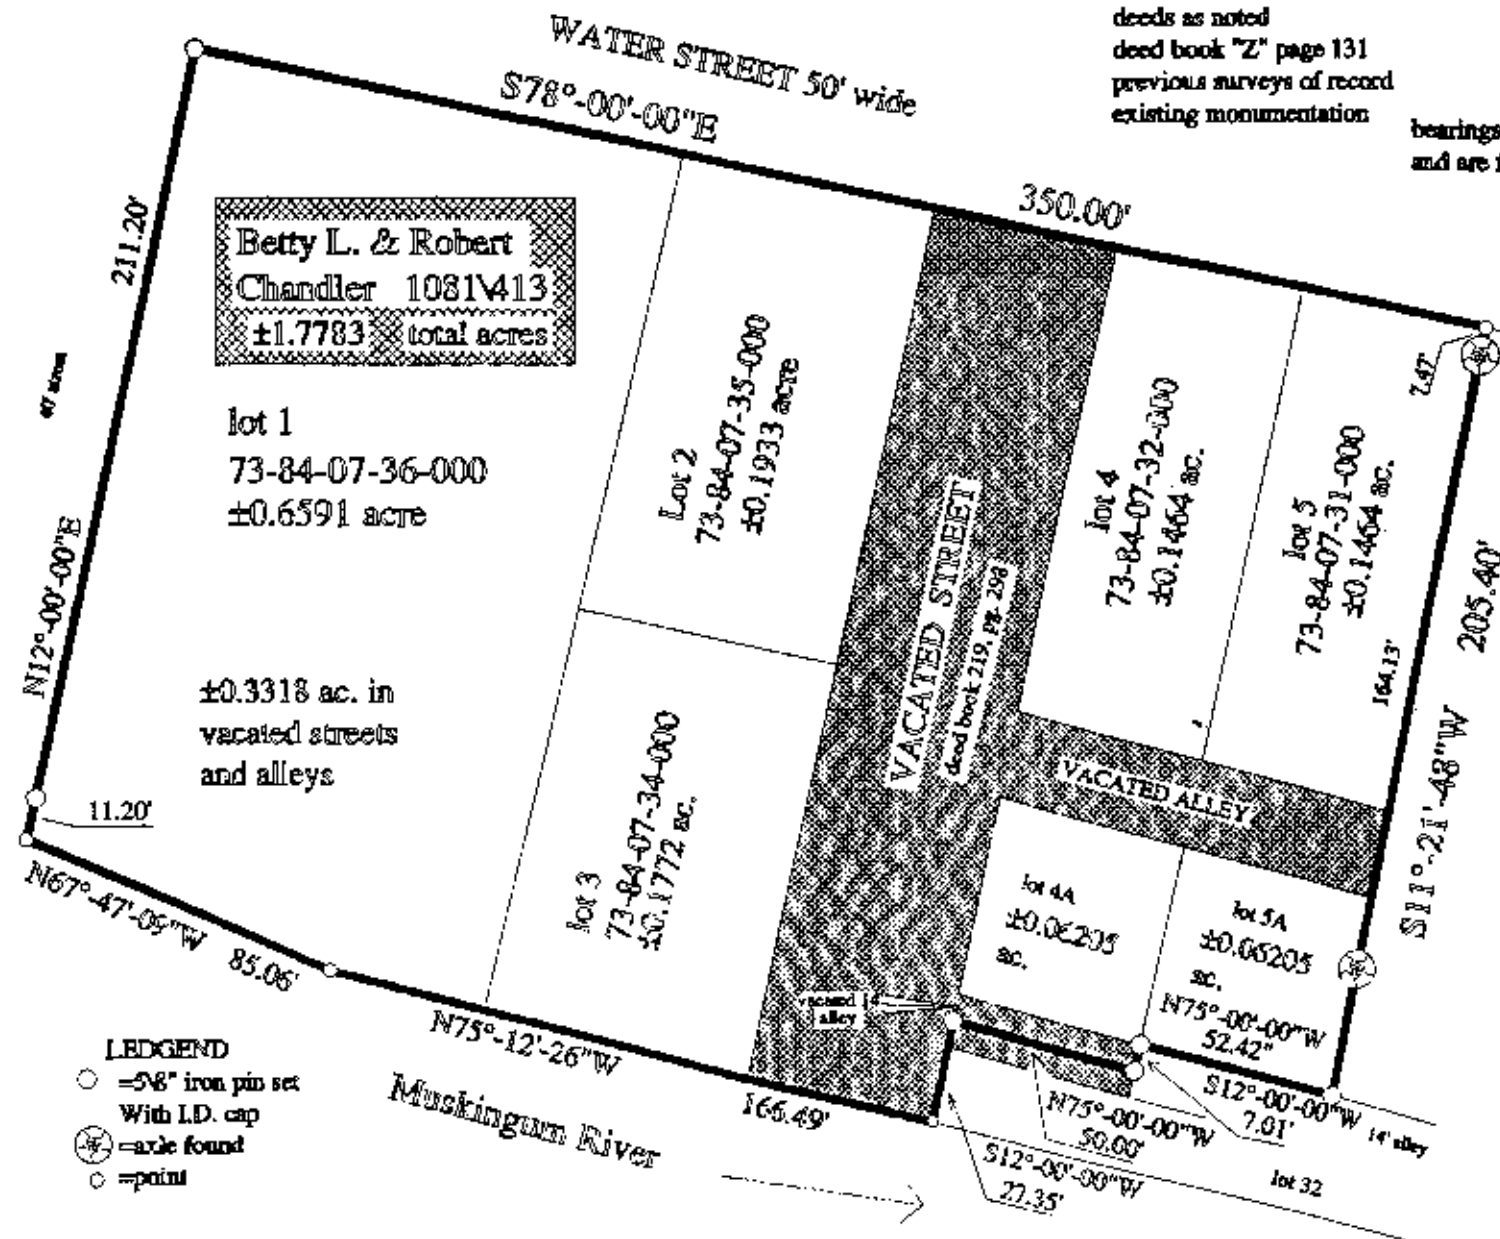 deeds as noted
deed book "Z" page 131
previous surveys of record
existing monumentation
bearings
and are
WATER STREET 50' wide
S78°-00'-00"E
350.00'
211.20'
N12°-00'-00"E
11.20'
Betty L. & Robert
Chandler 1081\413
±1.7783 total acres
lot 1
73-84-07-36-000
±0.6591 acre
±0.3318 ac. in
vacated streets
and alleys
Lot 2
73-84-07-35-000
±0.1933 acre
lot 3
73-84-07-34-000
±0.1772 ac.
VACATED STREET
deed book 219, pg. 298
lot 4
73-84-07-32-000
±0.1464 ac.
lot 5
73-84-07-31-000
±0.1464 ac.
7.47'
205.40'
164.13'
S11°-21'-48"W
VACATED ALLEY
lot 4A
±0.06205
ac.
lot 5A
±0.06205
ac.
N75°-00'-00"W
52.42"
vacated 14'
alley
N67°-47'-09"W
85.06'
N75°-12'-26"W
166.49'
Muskingum River
S12°-00'-00"W
7.01'
14' alley
N75°-00'-00"W
50.00'
S12°-00'-00"W
27.35'
lot 32
LEDGEND
=5\8" iron pin set
With I.D. cap
=axle found
=point